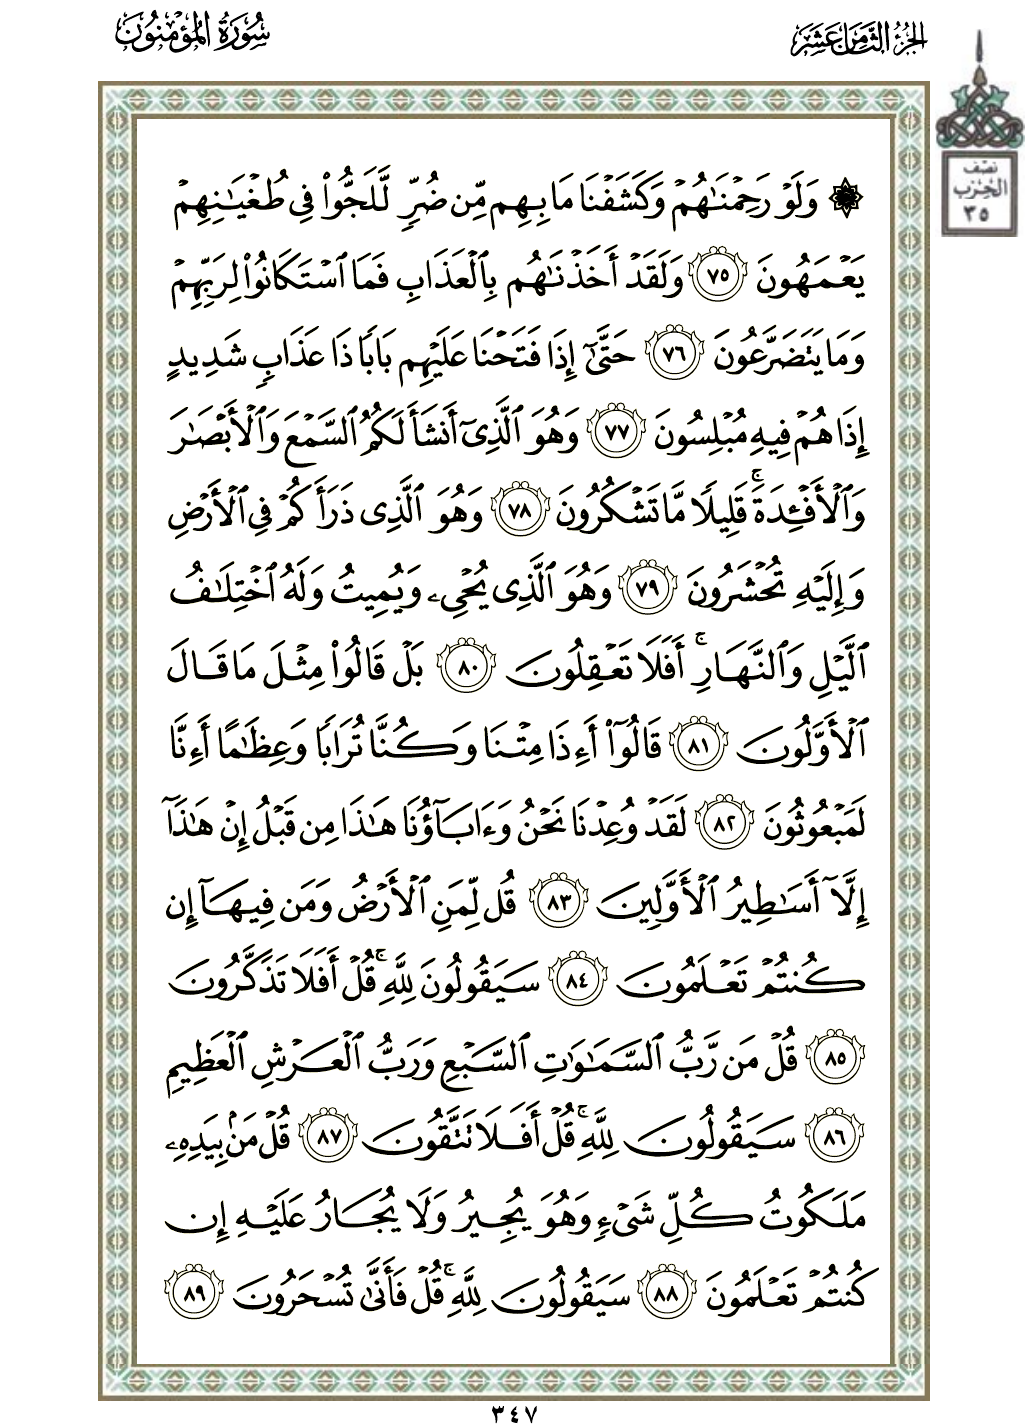 الجزء الثامن عشر
سورة المؤمنون
نصف
الحزب
٣٥
۞ وَلَوْ رَحِمْنَٰهُمْ وَكَشَفْنَا مَا بِهِم مِّن ضُرٍّ لَّلَجُّوا۟ فِى طُغْيَٰنِهِمْ
يَعْمَهُونَ ٧٥ وَلَقَدْ أَخَذْنَٰهُم بِٱلْعَذَابِ فَمَا ٱسْتَكَانُوا۟ لِرَبِّهِمْ
وَمَا يَتَضَرَّعُونَ ٧٦ حَتَّىٰٓ إِذَا فَتَحْنَا عَلَيْهِم بَابًا ذَا عَذَابٍ شَدِيدٍ
إِذَا هُمْ فِيهِ مُبْلِسُونَ ٧٧ وَهُوَ ٱلَّذِىٓ أَنشَأَ لَكُمُ ٱلسَّمْعَ وَٱلْأَبْصَٰرَ
وَٱلْأَفْـِٔدَةَ ۚ قَلِيلًا مَّا تَشْكُرُونَ ٧٨ وَهُوَ ٱلَّذِى ذَرَأَكُمْ فِى ٱلْأَرْضِ
وَإِلَيْهِ تُحْشَرُونَ ٧٩ وَهُوَ ٱلَّذِى يُحْىِۦ وَيُمِيتُ وَلَهُ ٱخْتِلَٰفُ
ٱلَّيْلِ وَٱلنَّهَارِ ۚ أَفَلَا تَعْقِلُونَ ٨٠ بَلْ قَالُوا۟ مِثْلَ مَا قَالَ
ٱلْأَوَّلُونَ ٨١ قَالُوٓا۟ أَءِذَا مِتْنَا وَكُنَّا تُرَابًا وَعِظَٰمًا أَءِنَّا
لَمَبْعُوثُونَ ٨٢ لَقَدْ وُعِدْنَا نَحْنُ وَءَابَآؤُنَا هَٰذَا مِن قَبْلُ إِنْ هَٰذَآ
إِلَّآ أَسَٰطِيرُ ٱلْأَوَّلِينَ ٨٣ قُل لِّمَنِ ٱلْأَرْضُ وَمَن فِيهَآ إِن
كُنتُمْ تَعْلَمُونَ ٨٤ سَيَقُولُونَ لِلَّهِ ۚ قُلْ أَفَلَا تَذَكَّرُونَ
٨٥ قُلْ مَن رَّبُّ ٱلسَّمَٰوَٰتِ ٱلسَّبْعِ وَرَبُّ ٱلْعَرْشِ ٱلْعَظِيمِ
٨٦ سَيَقُولُونَ لِلَّهِ ۚ قُلْ أَفَلَا تَتَّقُونَ ٨٧ قُلْ مَنۢ بِيَدِهِۦ
مَلَكُوتُ كُلِّ شَىْءٍ وَهُوَ يُجِيرُ وَلَا يُجَارُ عَلَيْهِ إِن
كُنتُمْ تَعْلَمُونَ ٨٨ سَيَقُولُونَ لِلَّهِ ۚ قُلْ فَأَنَّىٰ تُسْحَرُونَ ٨٩
٣٤٧